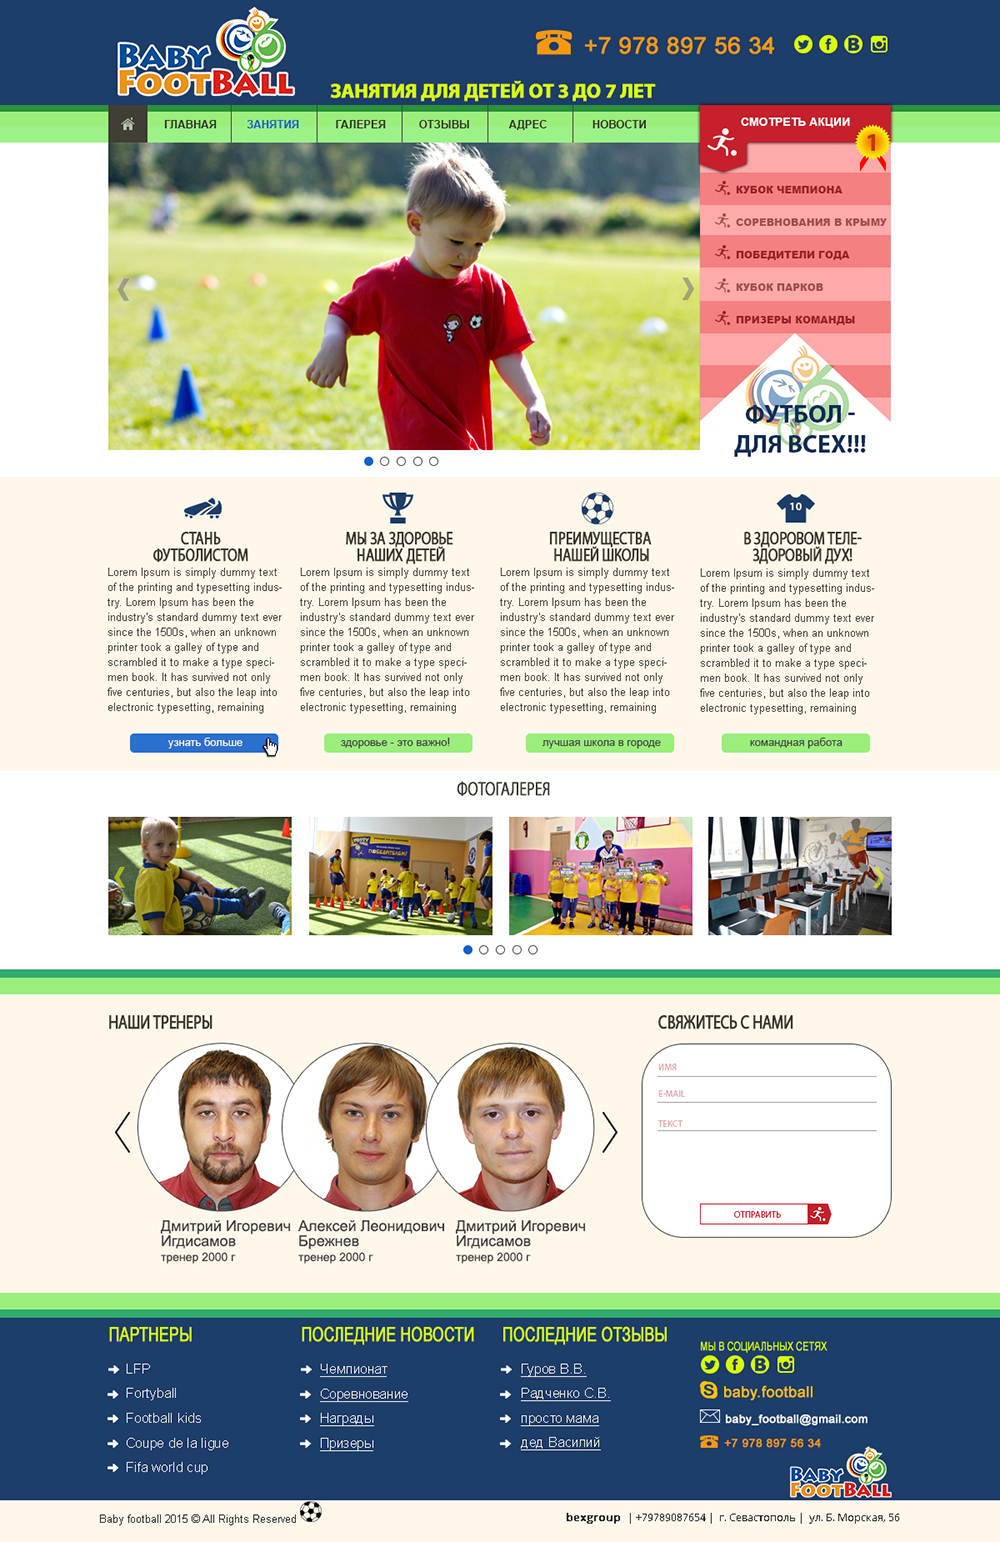 BABY
FOOTBALL
+7 978 897 56 34
ЗАНЯТИЯ ДЛЯ ДЕТЕЙ ОТ 3 ДО 7 ЛЕТ
ГЛАВНАЯ
ЗАНЯТИЯ
ГАЛЕРЕЯ
ОТЗЫВЫ
АДРЕС
НОВОСТИ
СМОТРЕТЬ АКЦИИ
1
КУБОК ЧЕМПИОНА
СОРЕВНОВАНИЯ В КРЫМУ
ПОБЕДИТЕЛИ ГОДА
КУБОК ПАРКОВ
ПРИЗЕРЫ КОМАНДЫ
ФУТБОЛ -
ДЛЯ ВСЕХ!!!
СТАНЬ
ФУТБОЛИСТОМ
Lorem Ipsum is simply dummy text
of the printing and typesetting indus-
try. Lorem Ipsum has been the
industry's standard dummy text ever
since the 1500s, when an unknown
printer took a galley of type and
scrambled it to make a type speci-
men book. It has survived not only
five centuries, but also the leap into
electronic typesetting, remaining
узнать больше
МЫ ЗА ЗДОРОВЬЕ
НАШИХ ДЕТЕЙ
Lorem Ipsum is simply dummy text
of the printing and typesetting indus-
try. Lorem Ipsum has been the
industry's standard dummy text ever
since the 1500s, when an unknown
printer took a galley of type and
scrambled it to make a type speci-
men book. It has survived not only
five centuries, but also the leap into
electronic typesetting, remaining
здоровье - это важно!
ПРЕИМУЩЕСТВА
НАШЕЙ ШКОЛЫ
Lorem Ipsum is simply dummy text
of the printing and typesetting indus-
try. Lorem Ipsum has been the
industry's standard dummy text ever
since the 1500s, when an unknown
printer took a galley of type and
scrambled it to make a type speci-
men book. It has survived not only
five centuries, but also the leap into
electronic typesetting, remaining
лучшая школа в городе
10
В ЗДОРОВОМ ТЕЛЕ-
ЗДОРОВЫЙ ДУХ!
Lorem Ipsum is simply dummy text
of the printing and typesetting indus-
try. Lorem Ipsum has been the
industry's standard dummy text ever
since the 1500s, when an unknown
printer took a galley of type and
scrambled it to make a type speci-
men book. It has survived not only
five centuries, but also the leap into
electronic typesetting, remaining
командная работа
ФОТОГАЛЕРЕЯ
НАШИ ТРЕНЕРЫ
Дмитрий Игоревич
Игдисамов
тренер 2000 г
Алексей Леонидович
Брежнев
тренер 2000 г
Дмитрий Игоревич
Игдисамов
тренер 2000 г
СВЯЖИТЕСЬ С НАМИ
ИМЯ
E-MAIL
ТЕКСТ
ОТПРАВИТЬ
ПАРТНЕРЫ
LFP
Fortyball
Football kids
Coupe de la ligue
Fifa world cup
ПОСЛЕДНИЕ НОВОСТИ
Чемпионат
Соревнование
Награды
Призеры
ПОСЛЕДНИЕ ОТЗЫВЫ
Гуров В.В.
Радченко С.В.
просто мама
дед Василий
МЫ В СОЦИАЛЬНЫХ СЕТЯХ
baby.football
baby_football@gmail.com
+7 978 897 56 34
BABY
FOOTBALL
Baby football 2015 © All Rights Reserved
bexgroup | +79789087654 | г. Севастополь | ул. Б. Морская, 56